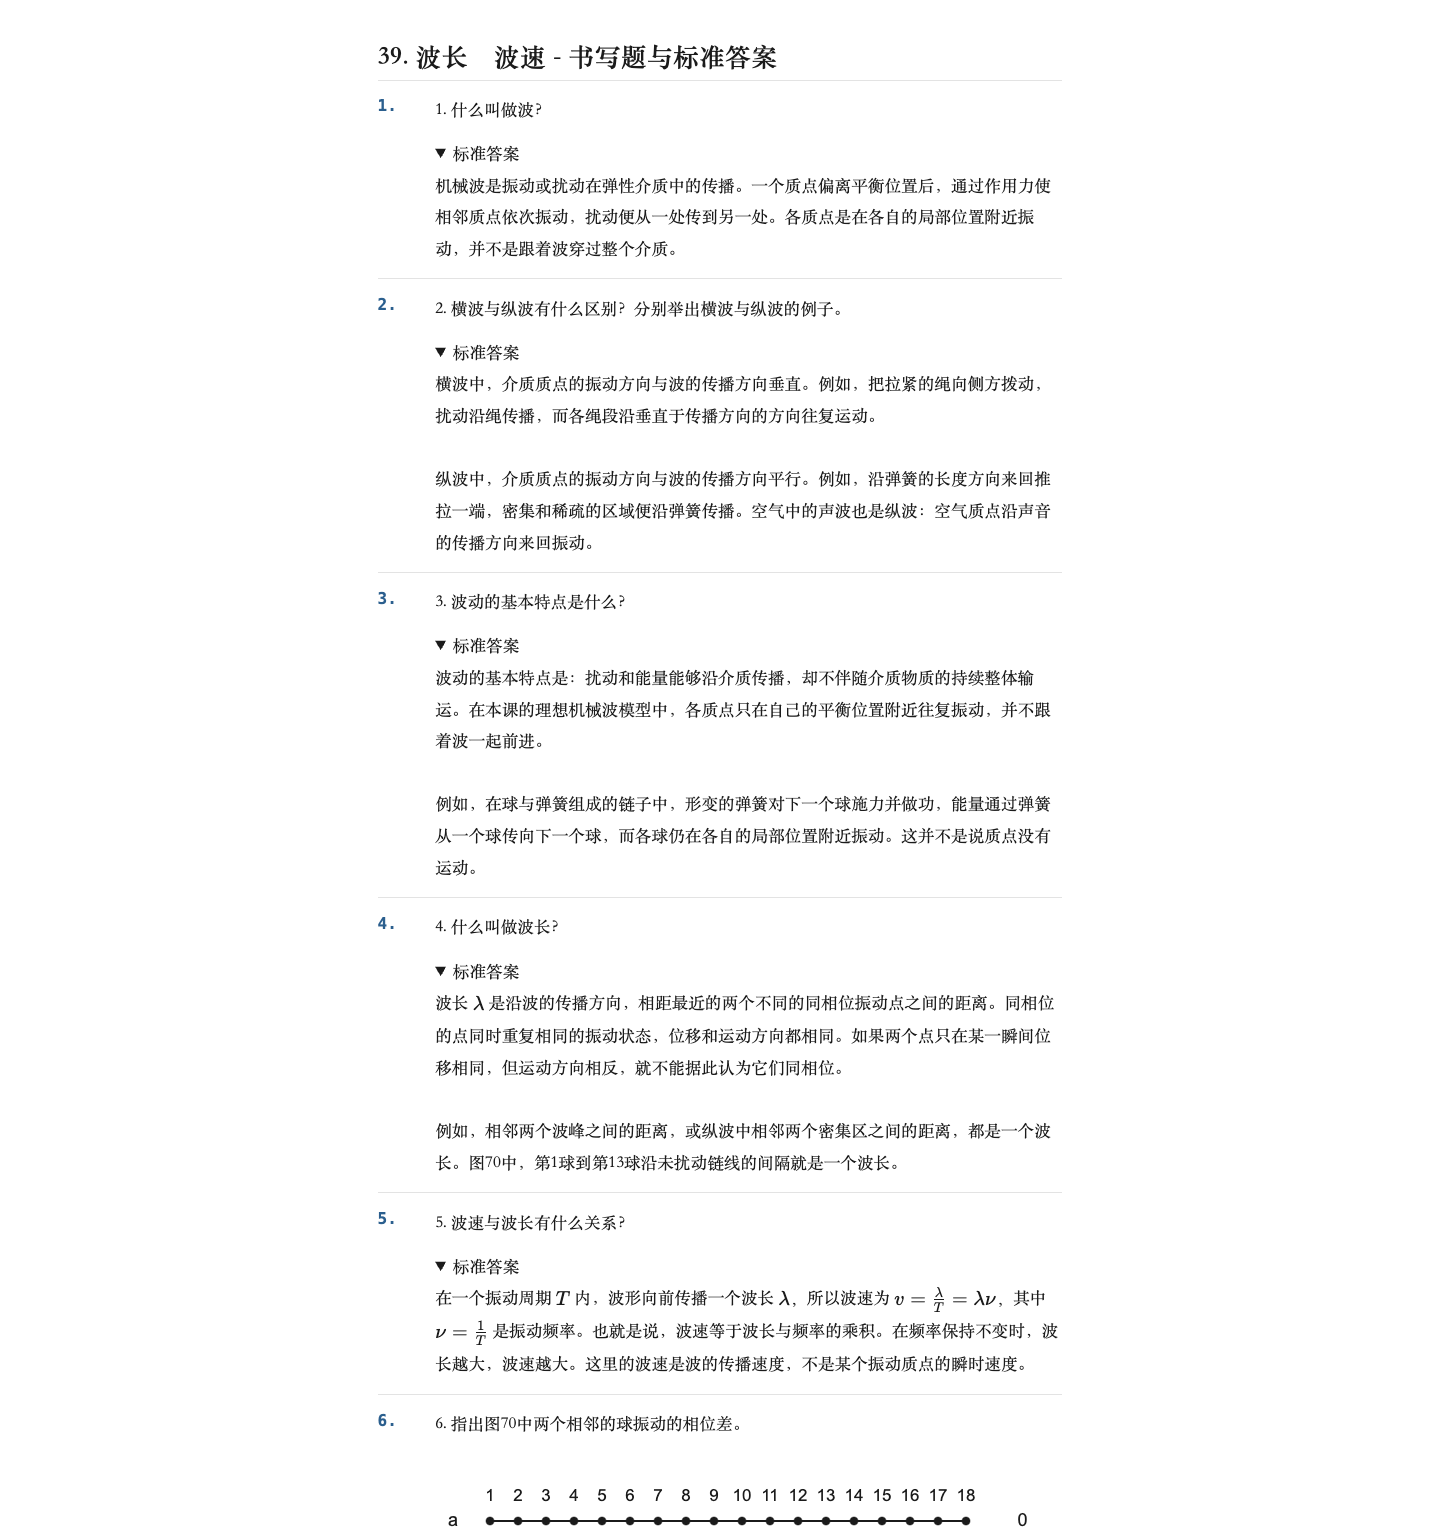 39. 波长　波速 - 书写题与标准答案
1. 1. 什么叫做波？
▼ 标准答案
机械波是振动或扰动在弹性介质中的传播。一个质点偏离平衡位置后，通过作用力使
相邻质点依次振动，扰动便从一处传到另一处。各质点是在各自的局部位置附近振
动，并不是跟着波穿过整个介质。
2. 2. 横波与纵波有什么区别？分别举出横波与纵波的例子。
▼ 标准答案
横波中，介质质点的振动方向与波的传播方向垂直。例如，把拉紧的绳向侧方拨动，
扰动沿绳传播，而各绳段沿垂直于传播方向的方向往复运动。
纵波中，介质质点的振动方向与波的传播方向平行。例如，沿弹簧的长度方向来回推
拉一端，密集和稀疏的区域便沿弹簧传播。空气中的声波也是纵波：空气质点沿声音
的传播方向来回振动。
3. 3. 波动的基本特点是什么？
▼ 标准答案
波动的基本特点是：扰动和能量能够沿介质传播，却不伴随介质物质的持续整体输
运。在本课的理想机械波模型中，各质点只在自己的平衡位置附近往复振动，并不跟
着波一起前进。
例如，在球与弹簧组成的链子中，形变的弹簧对下一个球施力并做功，能量通过弹簧
从一个球传向下一个球，而各球仍在各自的局部位置附近振动。这并不是说质点没有
运动。
4. 4. 什么叫做波长？
▼ 标准答案
波长 λ 是沿波的传播方向，相距最近的两个不同的同相位振动点之间的距离。同相位
的点同时重复相同的振动状态，位移和运动方向都相同。如果两个点只在某一瞬间位
移相同，但运动方向相反，就不能据此认为它们同相位。
例如，相邻两个波峰之间的距离，或纵波中相邻两个密集区之间的距离，都是一个波
长。图70中，第1球到第13球沿未扰动链线的间隔就是一个波长。
5. 5. 波速与波长有什么关系？
▼ 标准答案
在一个振动周期 T 内，波形向前传播一个波长 λ，所以波速为 v = λ/T = λν，其中
ν = 1/T 是振动频率。也就是说，波速等于波长与频率的乘积。在频率保持不变时，波
长越大，波速越大。这里的波速是波的传播速度，不是某个振动质点的瞬时速度。
6. 6. 指出图70中两个相邻的球振动的相位差。
1 2 3 4 5 6 7 8 9 10 11 12 13 14 15 16 17 18
a 0